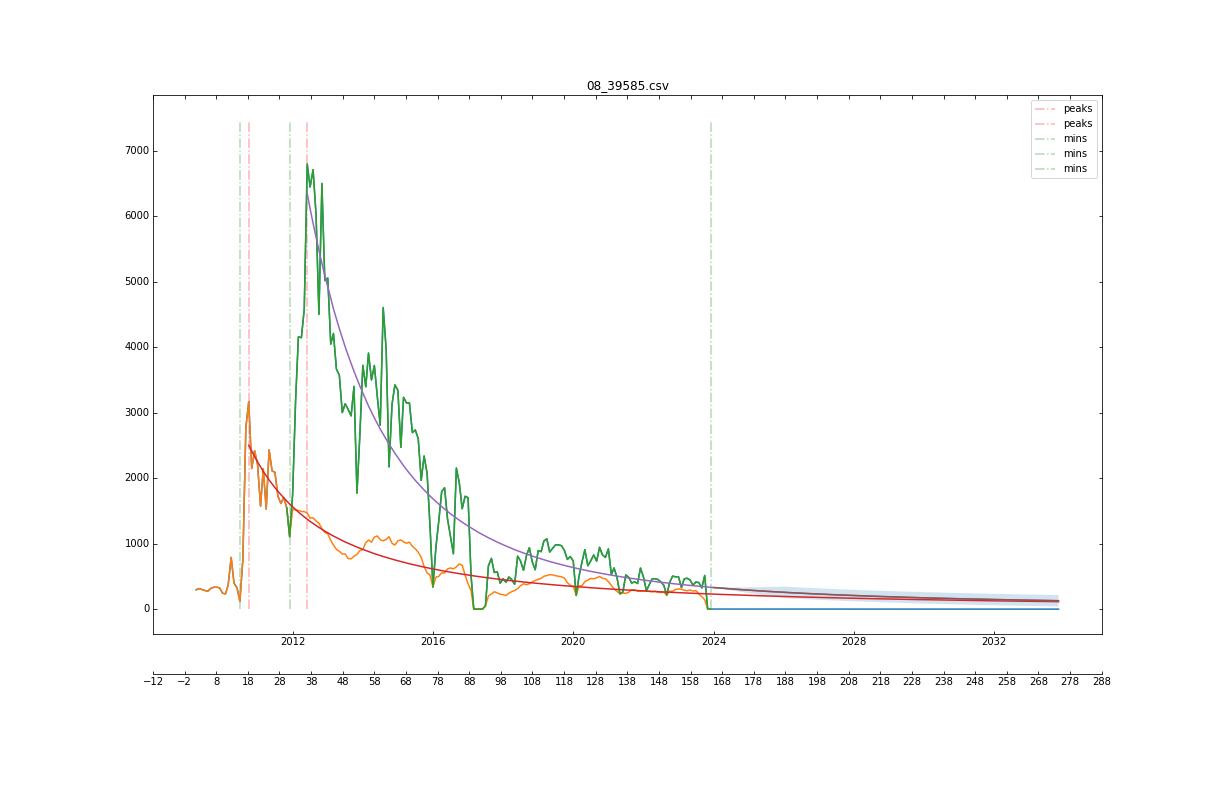 08_39585.csv
peaks
peaks
mins
mins
mins
7000
6000
5000
4000
3000
2000
1000
0
2012 2016 2020 2024 2028 2032
−12 −2 8 18 28 38 48 58 68 78 88 98 108 118 128 138 148 158 168 178 188 198 208 218 228 238 248 258 268 278 288